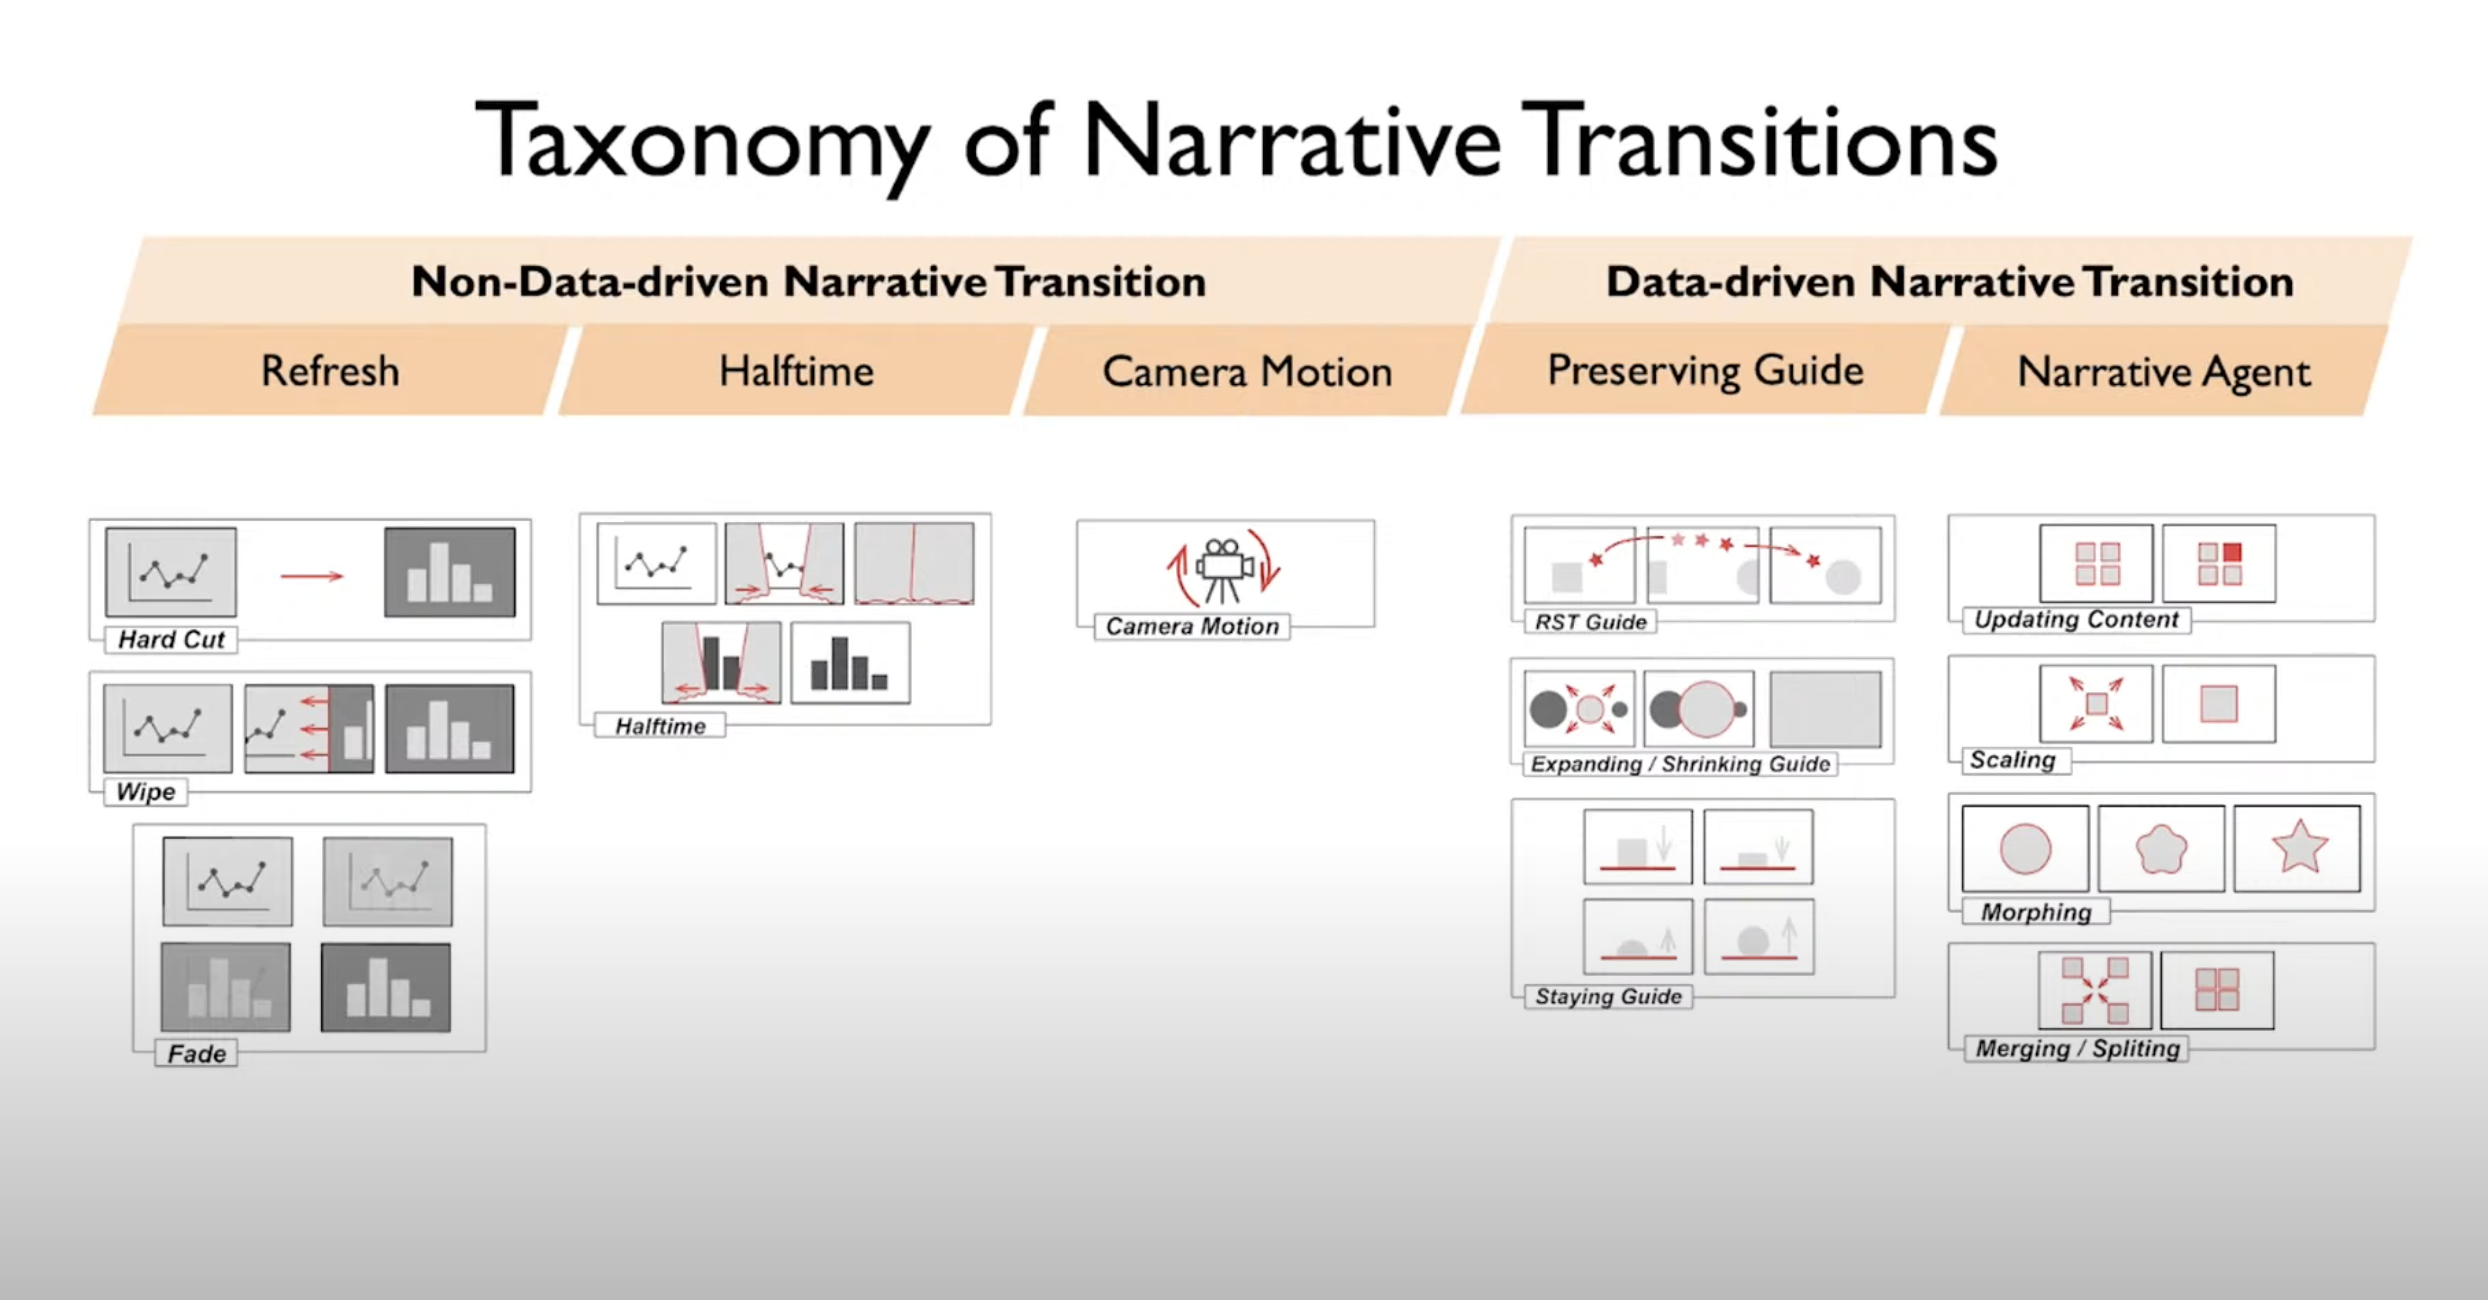 Taxonomy of Narrative Transitions
Non-Data-driven Narrative Transition
Data-driven Narrative Transition
Refresh
Halftime
Camera Motion
Preserving Guide
Narrative Agent
Hard Cut
Wipe
Fade
Halftime
Camera Motion
RST Guide
Expanding / Shrinking Guide
Staying Guide
Updating Content
Scaling
Morphing
Merging / Spliting